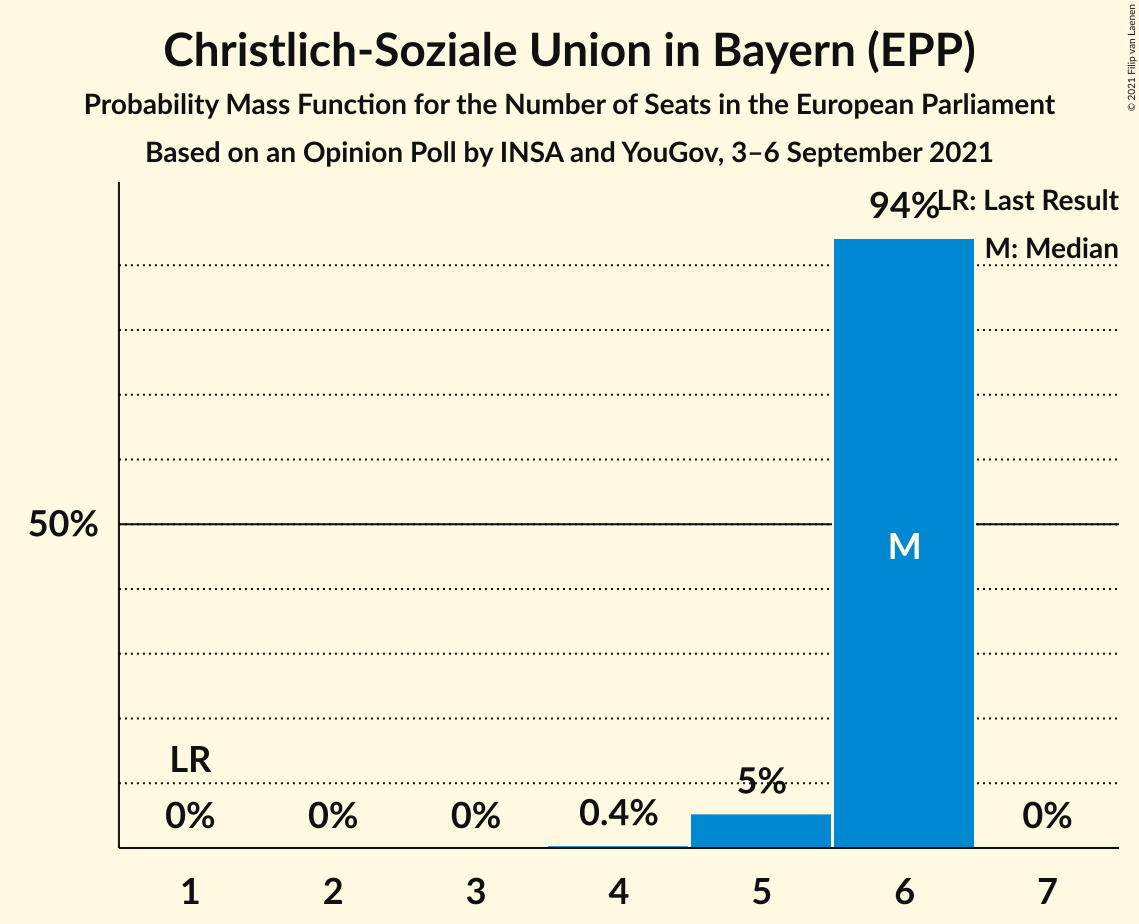 Christlich-Soziale Union in Bayern (EPP)
Probability Mass Function for the Number of Seats in the European Parliament
Based on an Opinion Poll by INSA and YouGov, 3–6 September 2021
© 2021 Filip van Laenen
LR: Last Result
M: Median
94%
50%
M
LR
0%
0%
0%
0.4%
5%
0%
1 2 3 4 5 6 7